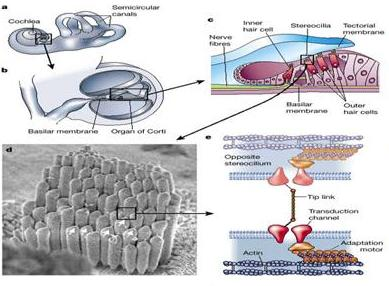 a
Semicircular
canals
Cochlea
b
Basilar membrane
Organ of Corti
c
Inner
hair cell
Stereocilia
Tectorial
membrane
Nerve
fibres
Basilar
membrane
Outer
hair cells
d
e
Opposite
stereocilium
Tip link
Transduction
channel
Adaptation
motor
Actin